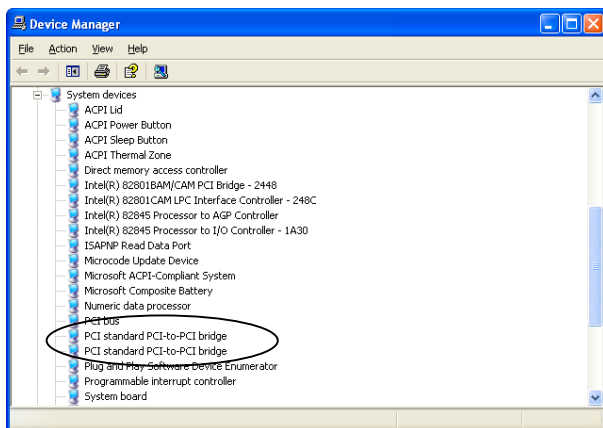 Device Manager
File Action View Help
System devices
ACPI Lid
ACPI Power Button
ACPI Sleep Button
ACPI Thermal Zone
Direct memory access controller
Intel(R) 82801BAM/CAM PCI Bridge - 2448
Intel(R) 82801CAM LPC Interface Controller - 248C
Intel(R) 82845 Processor to AGP Controller
Intel(R) 82845 Processor to I/O Controller - 1A30
ISAPNP Read Data Port
Microcode Update Device
Microsoft ACPI-Compliant System
Microsoft Composite Battery
Numeric data processor
PCI bus
PCI standard PCI-to-PCI bridge
PCI standard PCI-to-PCI bridge
Plug and Play Software Device Enumerator
Programmable interrupt controller
System board